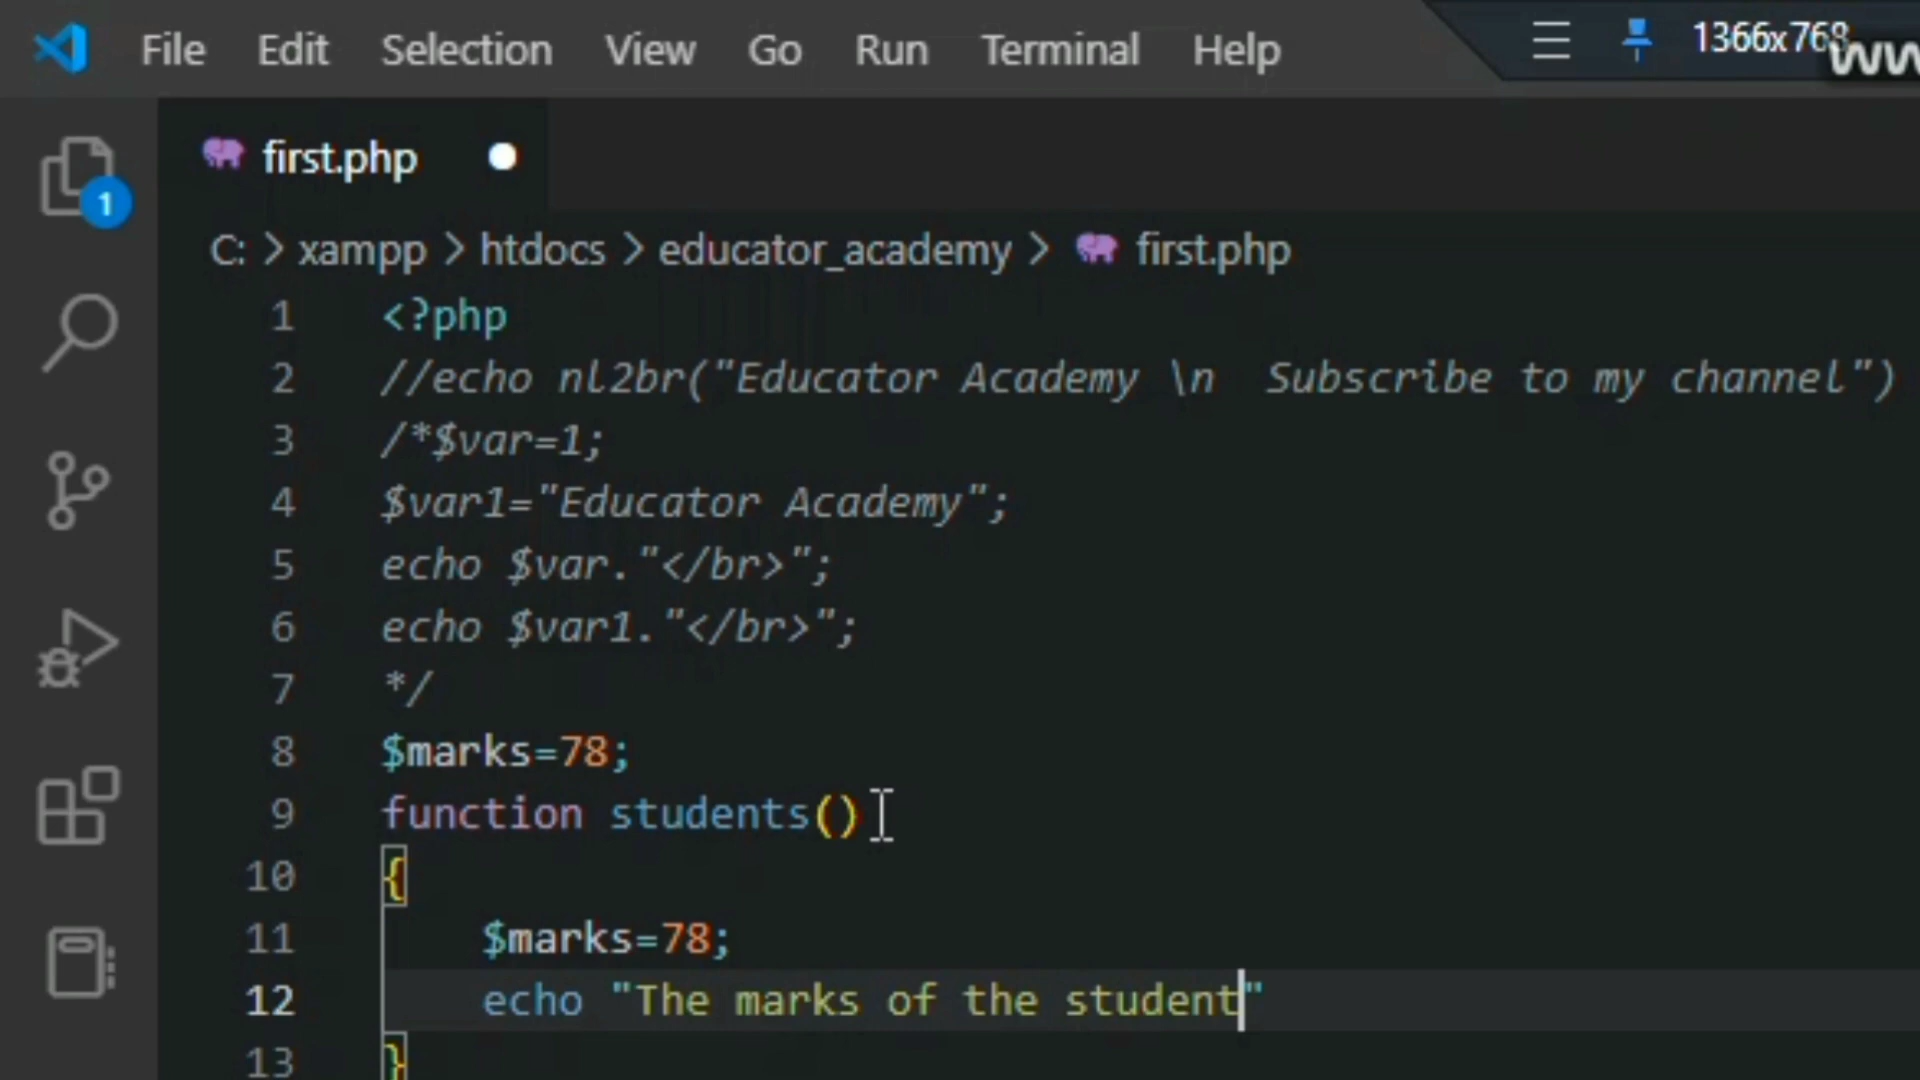 File Edit Selection View Go Run Terminal Help 1366x768
first.php
1
C: > xampp > htdocs > educator_academy > first.php
1 <?php
2 //echo nl2br("Educator Academy \n  Subscribe to my channel")
3 /*$var=1;
4 $var1="Educator Academy";
5 echo $var."</br>";
6 echo $var1."</br>";
7 */
8 $marks=78;
9 function students()
10 {
11     $marks=78;
12     echo "The marks of the student"
13 }